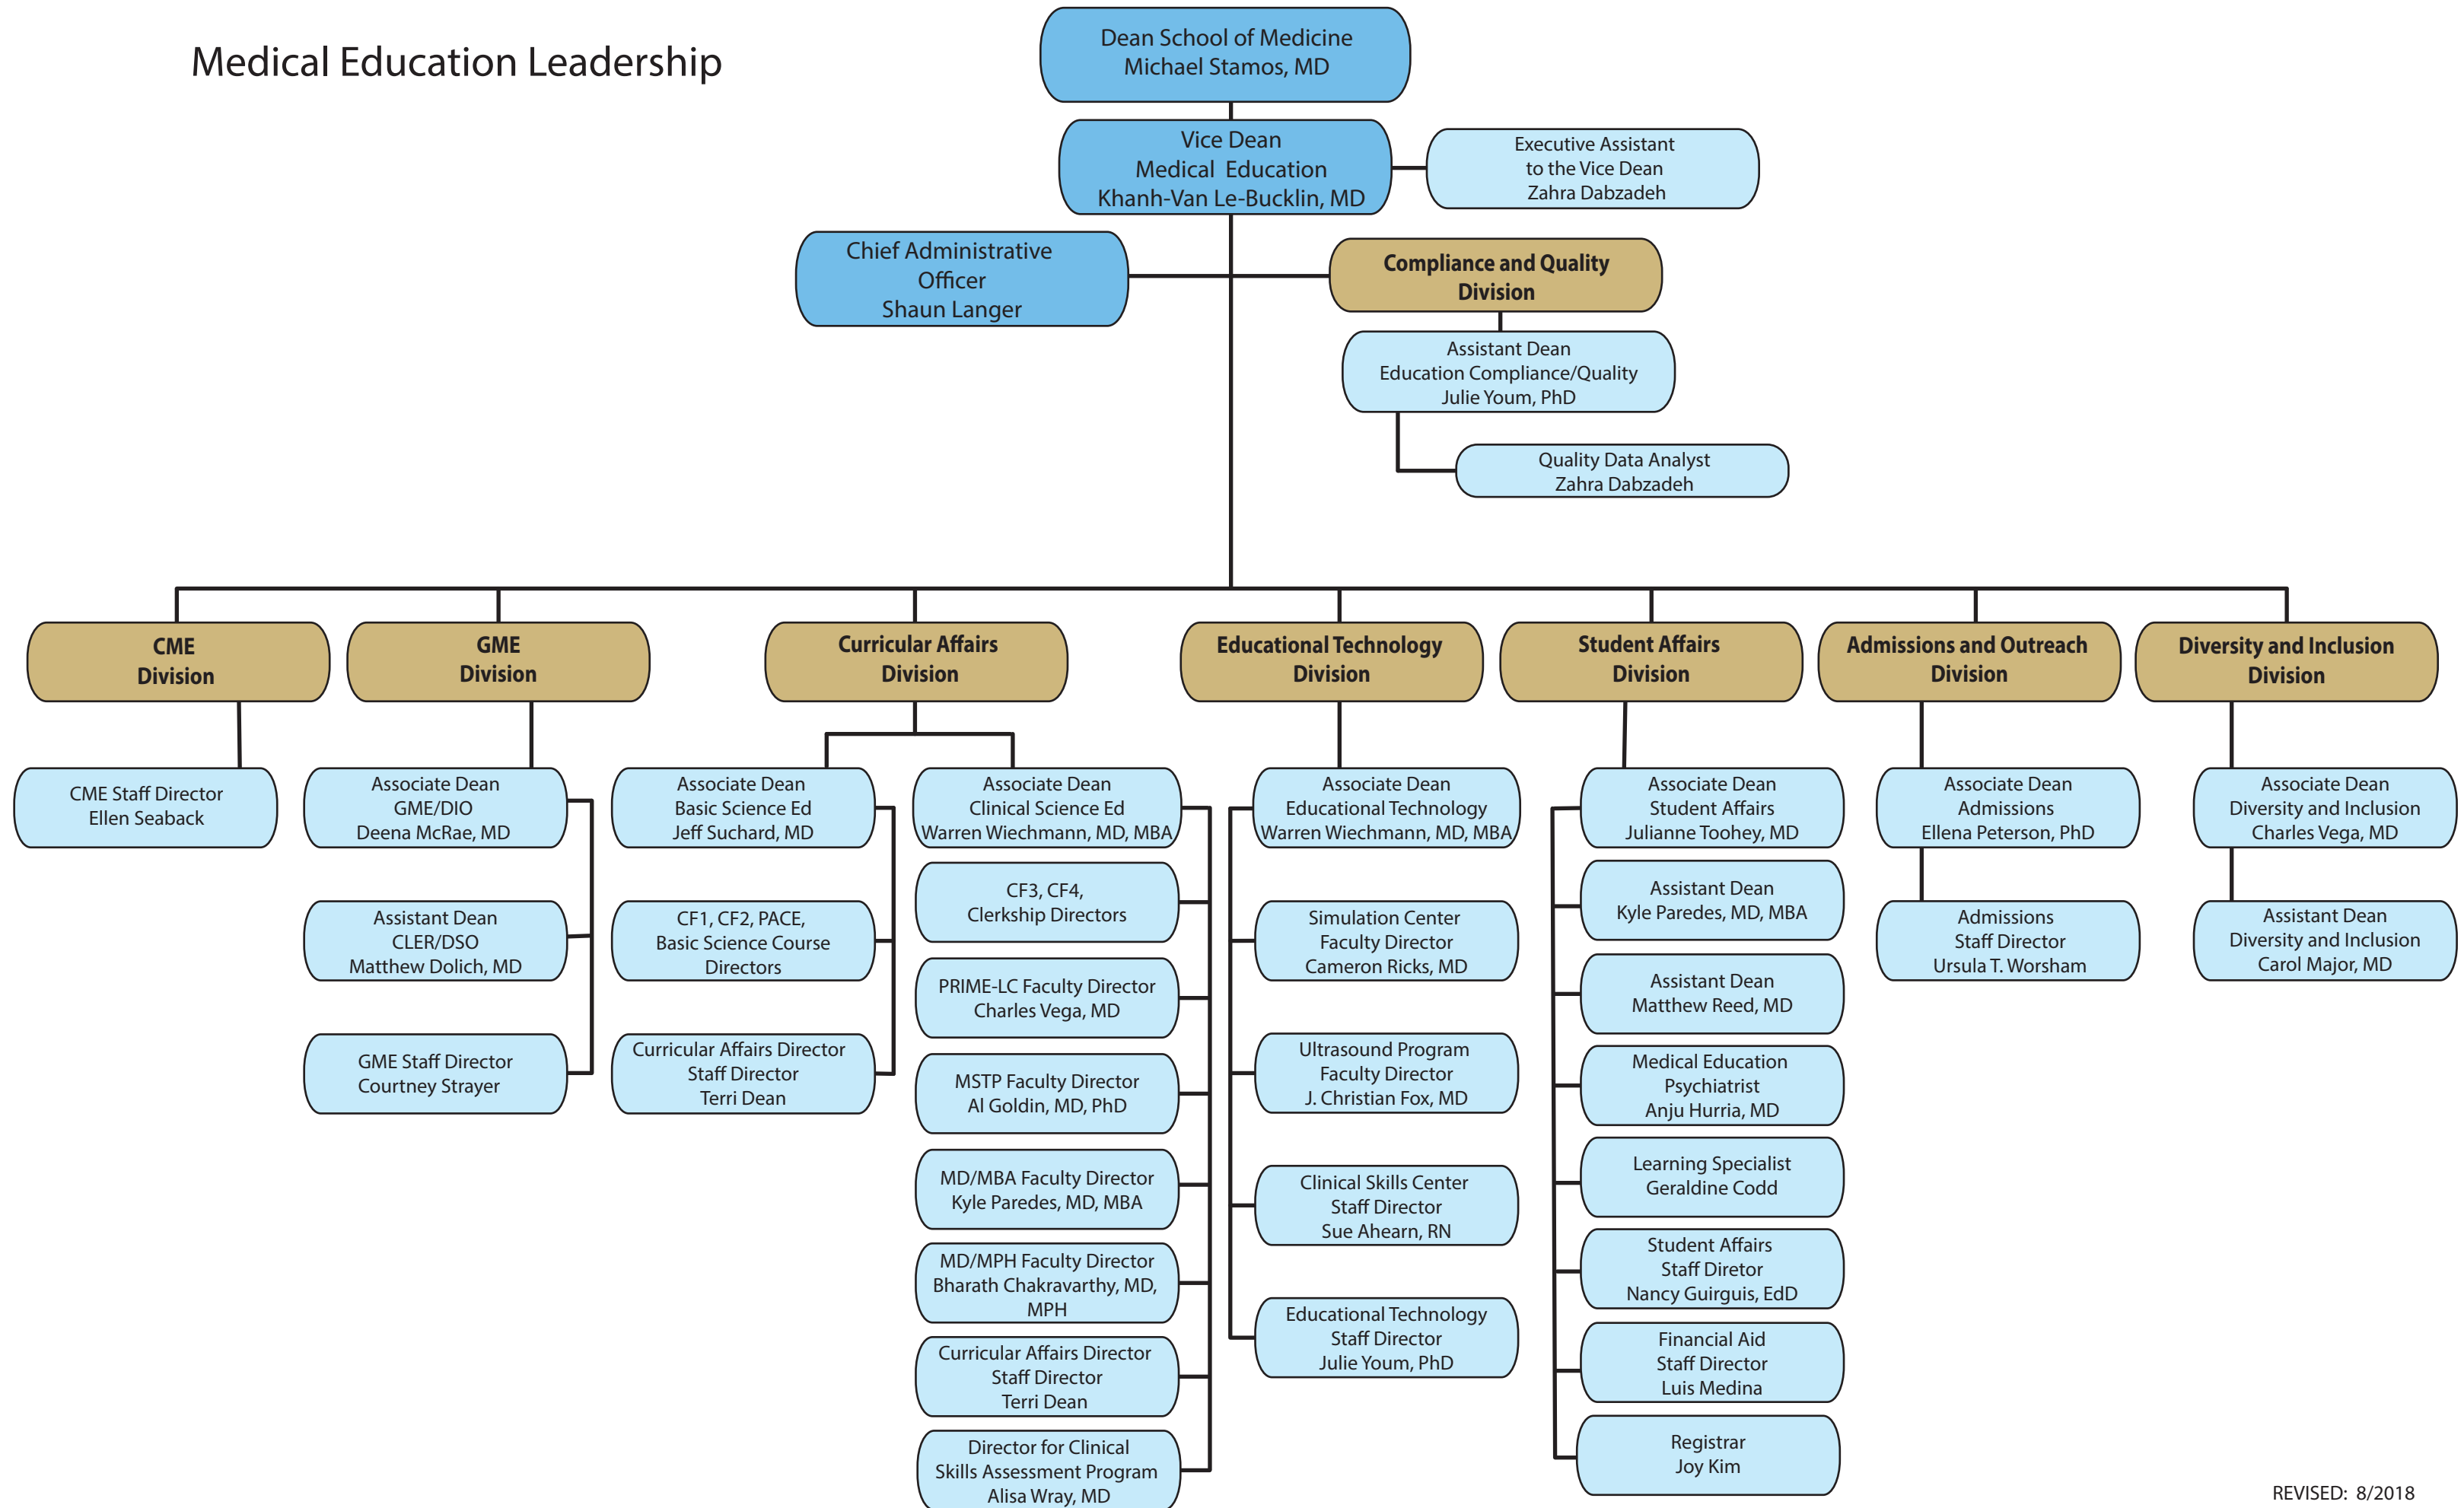 Medical Education Leadership
Dean School of Medicine
Michael Stamos, MD
Vice Dean
Medical Education
Khanh-Van Le-Bucklin, MD
Executive Assistant
to the Vice Dean
Zahra Dabzadeh
Chief Administrative
Officer
Shaun Langer
Compliance and Quality
Division
Assistant Dean
Education Compliance/Quality
Julie Youm, PhD
Quality Data Analyst
Zahra Dabzadeh
CME
Division
GME
Division
Curricular Affairs
Division
Educational Technology
Division
Student Affairs
Division
Admissions and Outreach
Division
Diversity and Inclusion
Division
CME Staff Director
Ellen Seaback
Associate Dean
GME/DIO
Deena McRae, MD
Assistant Dean
CLER/DSO
Matthew Dolich, MD
GME Staff Director
Courtney Strayer
Associate Dean
Basic Science Ed
Jeff Suchard, MD
CF1, CF2, PACE,
Basic Science Course
Directors
Curricular Affairs Director
Staff Director
Terri Dean
Associate Dean
Clinical Science Ed
Warren Wiechmann, MD, MBA
CF3, CF4,
Clerkship Directors
PRIME-LC Faculty Director
Charles Vega, MD
MSTP Faculty Director
Al Goldin, MD, PhD
MD/MBA Faculty Director
Kyle Paredes, MD, MBA
MD/MPH Faculty Director
Bharath Chakravarthy, MD,
MPH
Curricular Affairs Director
Staff Director
Terri Dean
Director for Clinical
Skills Assessment Program
Alisa Wray, MD
Associate Dean
Educational Technology
Warren Wiechmann, MD, MBA
Simulation Center
Faculty Director
Cameron Ricks, MD
Ultrasound Program
Faculty Director
J. Christian Fox, MD
Clinical Skills Center
Staff Director
Sue Ahearn, RN
Educational Technology
Staff Director
Julie Youm, PhD
Associate Dean
Student Affairs
Julianne Toohey, MD
Assistant Dean
Kyle Paredes, MD, MBA
Assistant Dean
Matthew Reed, MD
Medical Education
Psychiatrist
Anju Hurria, MD
Learning Specialist
Geraldine Codd
Student Affairs
Staff Diretor
Nancy Guirguis, EdD
Financial Aid
Staff Director
Luis Medina
Registrar
Joy Kim
Associate Dean
Admissions
Ellena Peterson, PhD
Admissions
Staff Director
Ursula T. Worsham
Associate Dean
Diversity and Inclusion
Charles Vega, MD
Assistant Dean
Diversity and Inclusion
Carol Major, MD
REVISED: 8/2018